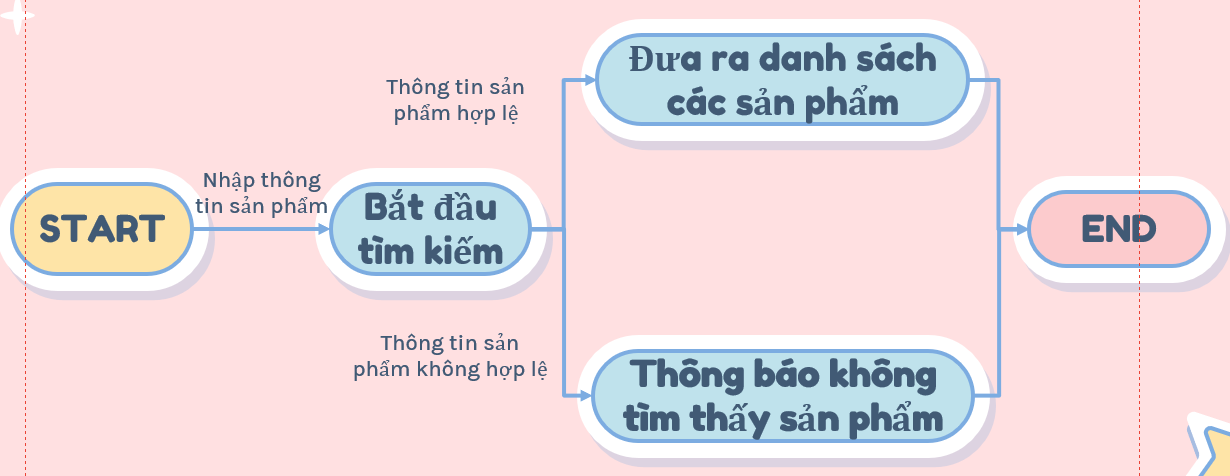 START
Nhập thông
tin sản phẩm
Bắt đầu
tìm kiếm
Thông tin sản
phẩm hợp lệ
Đưa ra danh sách
các sản phẩm
Thông tin sản
phẩm không hợp lệ
Thông báo không
tìm thấy sản phẩm
END